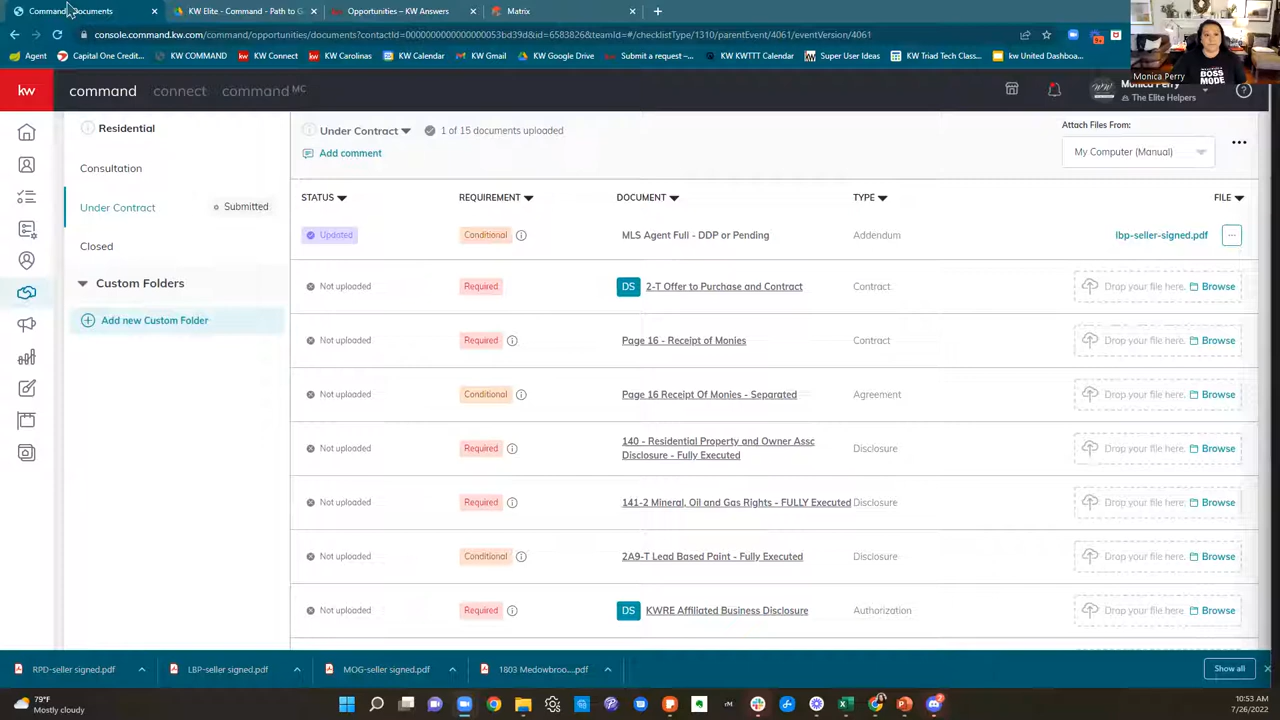 Command
Documents
KW Elite - Command - Path to G
Opportunities – KW Answers
Matrix
console.command.kw.com/command/opportunities/documents?contactId=00000000000000000053bd39d&id=6583826&teamId=#/checklistType/1310/parentEvent/4061/eventVersion/4061
Agent
Capital One Credit...
KW COMMAND
KW Connect
KW Carolinas
KW Calendar
KW Gmail
KW Google Drive
Submit a request –...
KW KWTTT Calendar
Super User Ideas
KW Triad Tech Class...
kw United Dashboa...
BOSS
MODE
Monica Perry
kw
command
connect
command MC
Monica Perry
The Elite Helpers
Residential
Consultation
Under Contract
Submitted
Closed
Custom Folders
Add new Custom Folder
Under Contract
1 of 15 documents uploaded
Add comment
Attach Files From:
My Computer (Manual)
STATUS
REQUIREMENT
DOCUMENT
TYPE
FILE
Updated
Conditional
MLS Agent Full - DDP or Pending
Addendum
lbp-seller-signed.pdf
Not uploaded
Required
DS
2-T Offer to Purchase and Contract
Contract
Drop your file here.
Browse
Not uploaded
Required
Page 16 - Receipt of Monies
Contract
Drop your file here.
Browse
Not uploaded
Conditional
Page 16 Receipt Of Monies - Separated
Agreement
Drop your file here.
Browse
Not uploaded
Required
140 - Residential Property and Owner Assc
Disclosure - Fully Executed
Disclosure
Drop your file here.
Browse
Not uploaded
Required
141-2 Mineral, Oil and Gas Rights - FULLY Executed
Disclosure
Drop your file here.
Browse
Not uploaded
Conditional
2A9-T Lead Based Paint - Fully Executed
Disclosure
Drop your file here.
Browse
Not uploaded
Required
DS
KWRE Affiliated Business Disclosure
Authorization
Drop your file here.
Browse
RPD-seller signed.pdf
LBP-seller signed.pdf
MOG-seller signed.pdf
1803 Medowbroo....pdf
Show all
79°F
Mostly cloudy
10:53 AM
7/26/2022